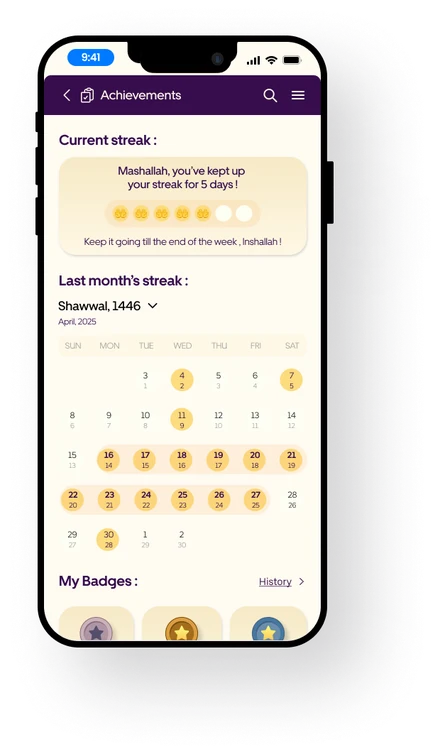 9:41
Achievements
Current streak :
Mashallah, you've kept up
your streak for 5 days !
Keep it going till the end of the week , Inshallah !
Last month's streak :
Shawwal, 1446
April, 2025
SUN MON TUE WED THU FRI SAT
3 4 5 6 7
1 2 3 4 5
8 9 10 11 12 13 14
6 7 8 9 10 11 12
15 16 17 18 19 20 21
13 14 15 16 17 18 19
22 23 24 25 26 27 28
20 21 22 23 24 25 26
29 30 1 2
27 28 29 30
My Badges :
History